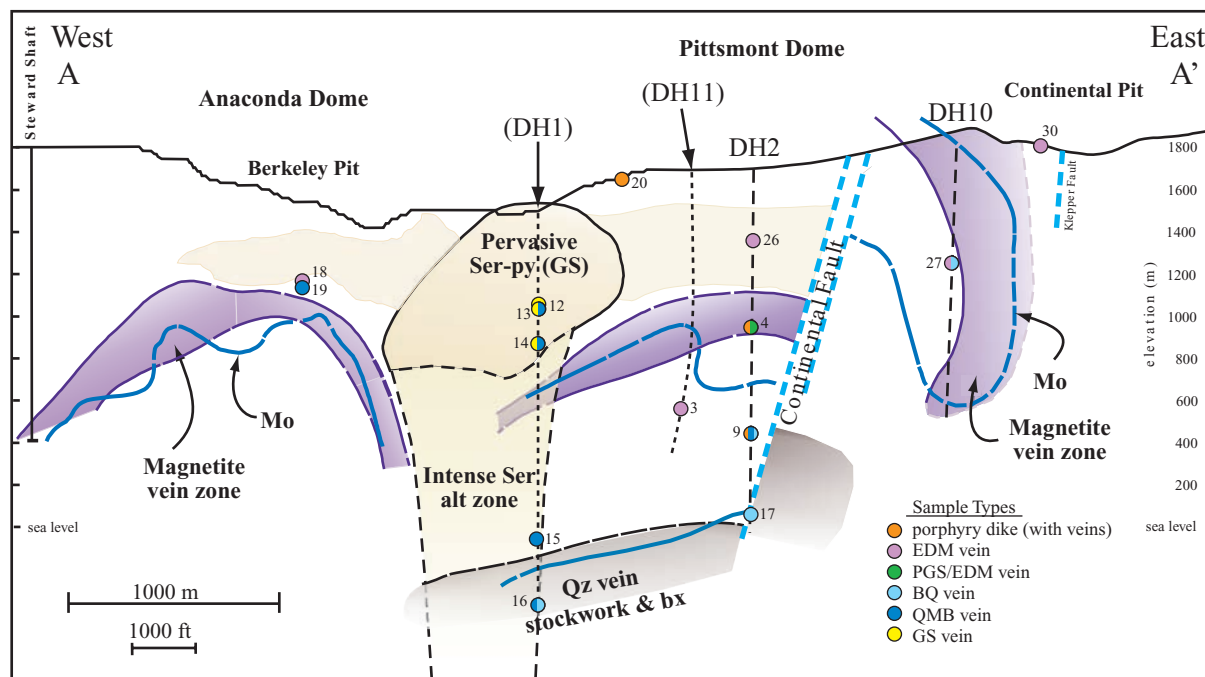 West
A
Pittsmont Dome
East
A'
Steward Shaft
Anaconda Dome
(DH11)
Continental Pit
(DH1)
DH10
DH2
30
1800
Berkeley Pit
20
1600
Klepper Fault
Pervasive
Ser-py (GS)
26
1400
18
19
27
1200
elevation (m)
13
12
4
1000
14
Continental Fault
800
Mo
Mo
3
600
Magnetite
vein zone
9
Magnetite
vein zone
400
Intense Ser
alt zone
200
sea level
17
sea level
15
Sample Types
porphyry dike (with veins)
EDM vein
PGS/EDM vein
BQ vein
QMB vein
GS vein
1000 m
1000 ft
16
Qz vein
stockwork & bx